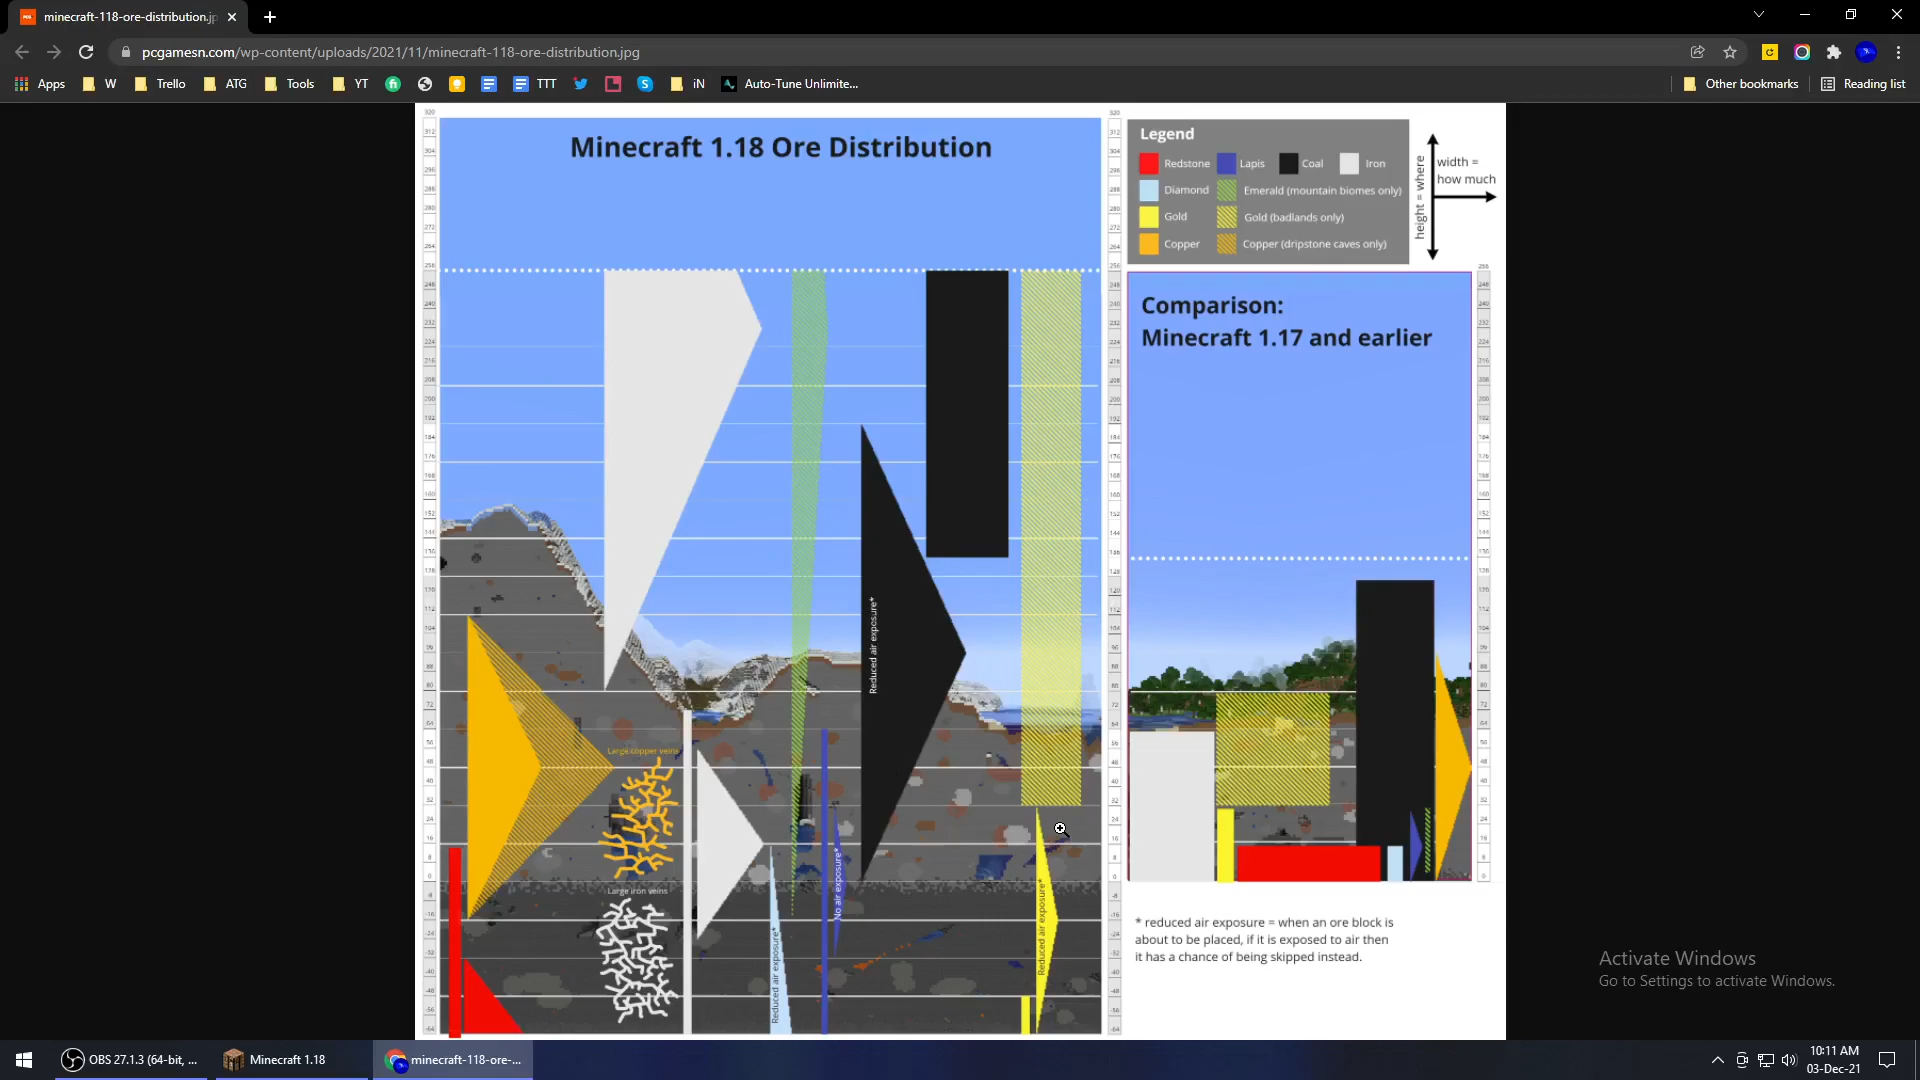 minecraft-118-ore-distribution.jp
pcgamesn.com/wp-content/uploads/2021/11/minecraft-118-ore-distribution.jpg
Apps W Trello ATG Tools YT TTT iN Auto-Tune Unlimite... Other bookmarks Reading list
Minecraft 1.18 Ore Distribution
Legend
Redstone Lapis Coal Iron
Diamond Emerald (mountain biomes only)
Gold Gold (badlands only)
Copper Copper (dripstone caves only)
height = where
width =
how much
Comparison:
Minecraft 1.17 and earlier
Reduced air exposure*
Large copper veins
Large iron veins
No air exposure*
Reduced air exposure*
Reduced air exposure*
* reduced air exposure = when an ore block is
about to be placed, if it is exposed to air then
it has a chance of being skipped instead.
Activate Windows
Go to Settings to activate Windows.
OBS 27.1.3 (64-bit, ... Minecraft 1.18 minecraft-118-ore-...
10:11 AM
03-Dec-21